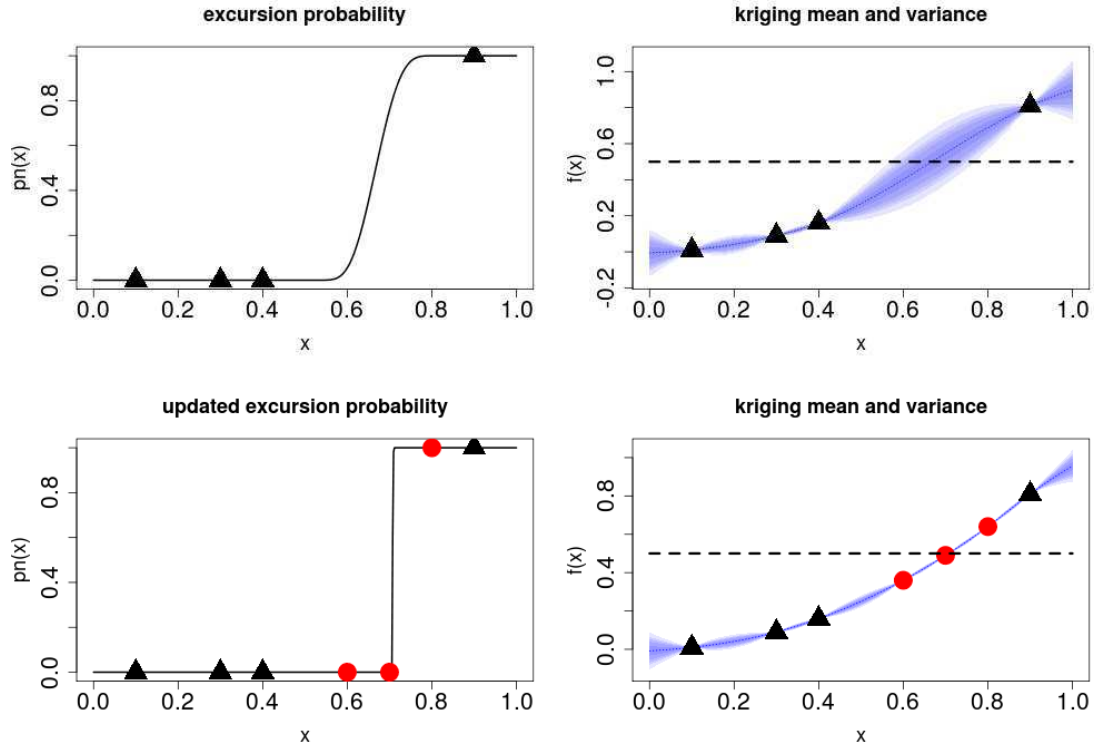 excursion probability
pn(x)
0.8
0.4
0.0
0.0 0.2 0.4 0.6 0.8 1.0
x
kriging mean and variance
f(x)
1.0
0.6
0.2
-0.2
0.0 0.2 0.4 0.6 0.8 1.0
x
updated excursion probability
pn(x)
0.8
0.4
0.0
0.0 0.2 0.4 0.6 0.8 1.0
x
kriging mean and variance
f(x)
0.8
0.4
0.0
0.0 0.2 0.4 0.6 0.8 1.0
x